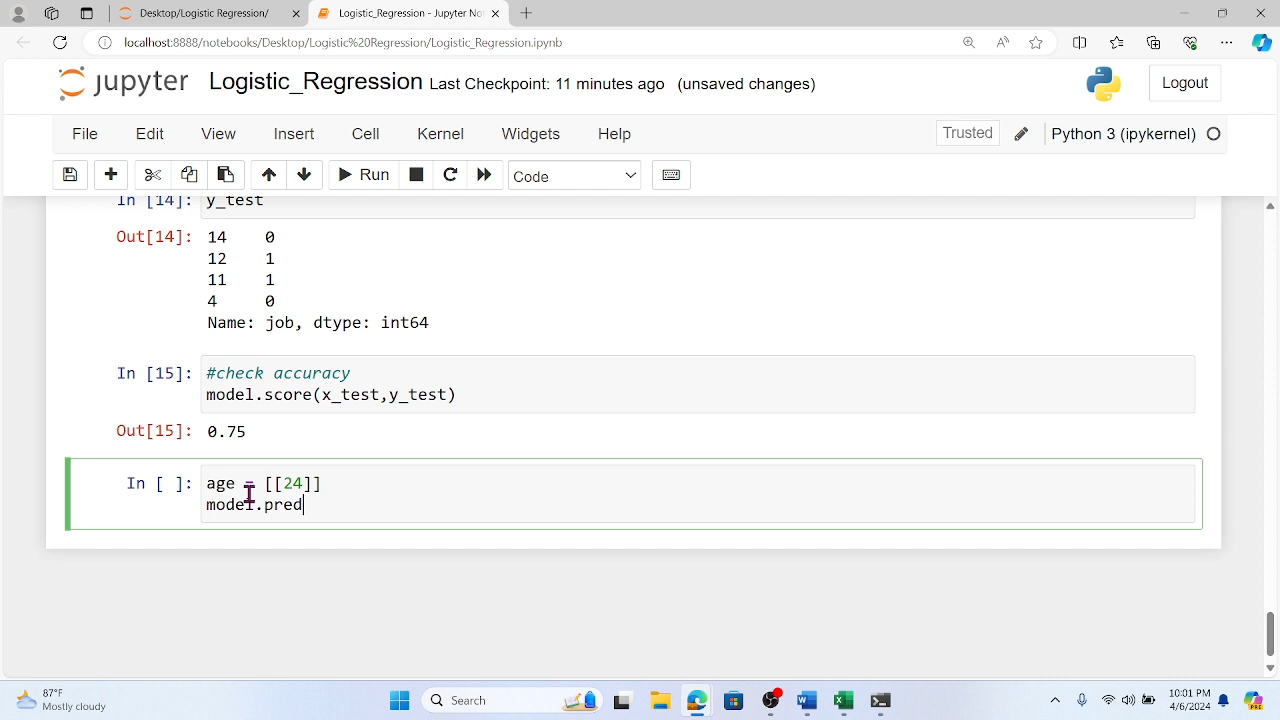 Desktop/Logistic Regression/
Logistic_Regression - Jupyter Not
localhost:8888/notebooks/Desktop/Logistic%20Regression/Logistic_Regression.ipynb
jupyter Logistic_Regression Last Checkpoint: 11 minutes ago (unsaved changes)
Logout
File Edit View Insert Cell Kernel Widgets Help
Trusted Python 3 (ipykernel)
Run Code
In [14]: y_test
Out[14]: 14 0
12 1
11 1
4 0
Name: job, dtype: int64
In [15]: #check accuracy
model.score(x_test,y_test)
Out[15]: 0.75
In [ ]: age = [[24]]
model.pred
87°F
Mostly cloudy
Search
10:01 PM
4/6/2024